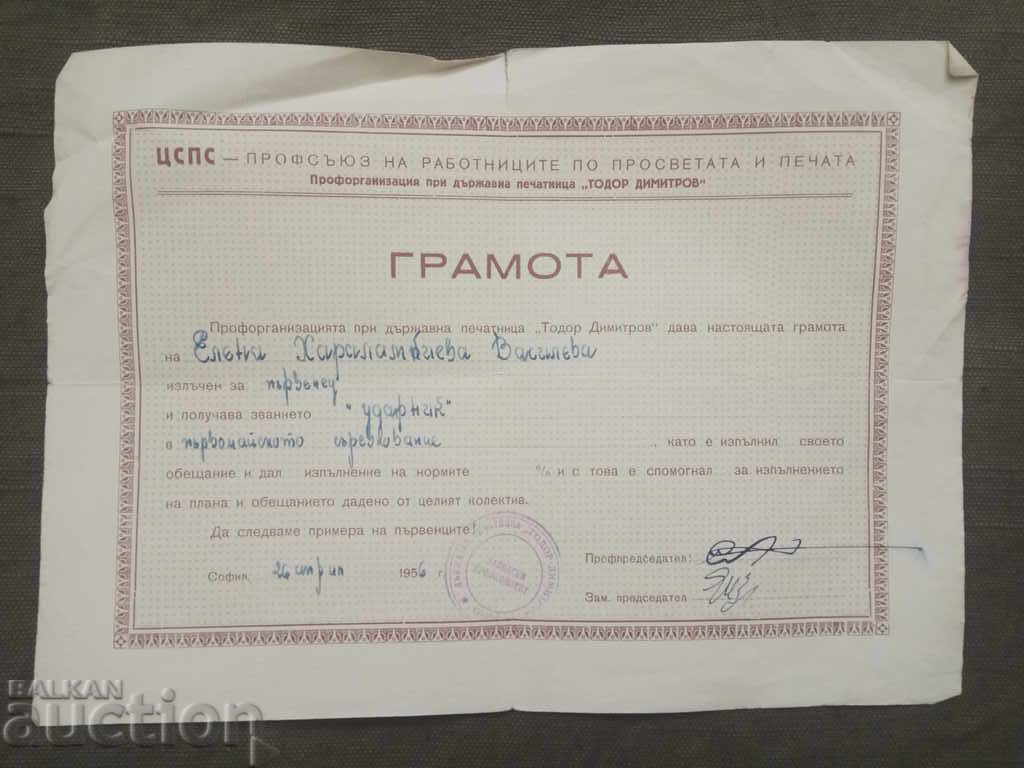 ЦСПС — ПРОФСЪЮЗ НА РАБОТНИЦИТЕ ПО ПРОСВЕТАТА И ПЕЧАТА
Профорганизация при държавна печатница „ТОДОР ДИМИТРОВ"
ГРАМОТА
Профорганизацията при държавна печатница „Тодор Димитров" дава настоящата грамота
на Елена Харалампиева Василева
излъчен за първенец
и получава званието "ударник"
в първомайското съревнование като е изпълнил своето
обещание и дал изпълнение на нормите % и с това е спомогнал за изпълнението
на плана и обещанието дадено от целият колектив.
Да следваме примера на първенците!
София, 26 април 1956 г.
Профпредседател:
Зам. председател
BALKAN
auction